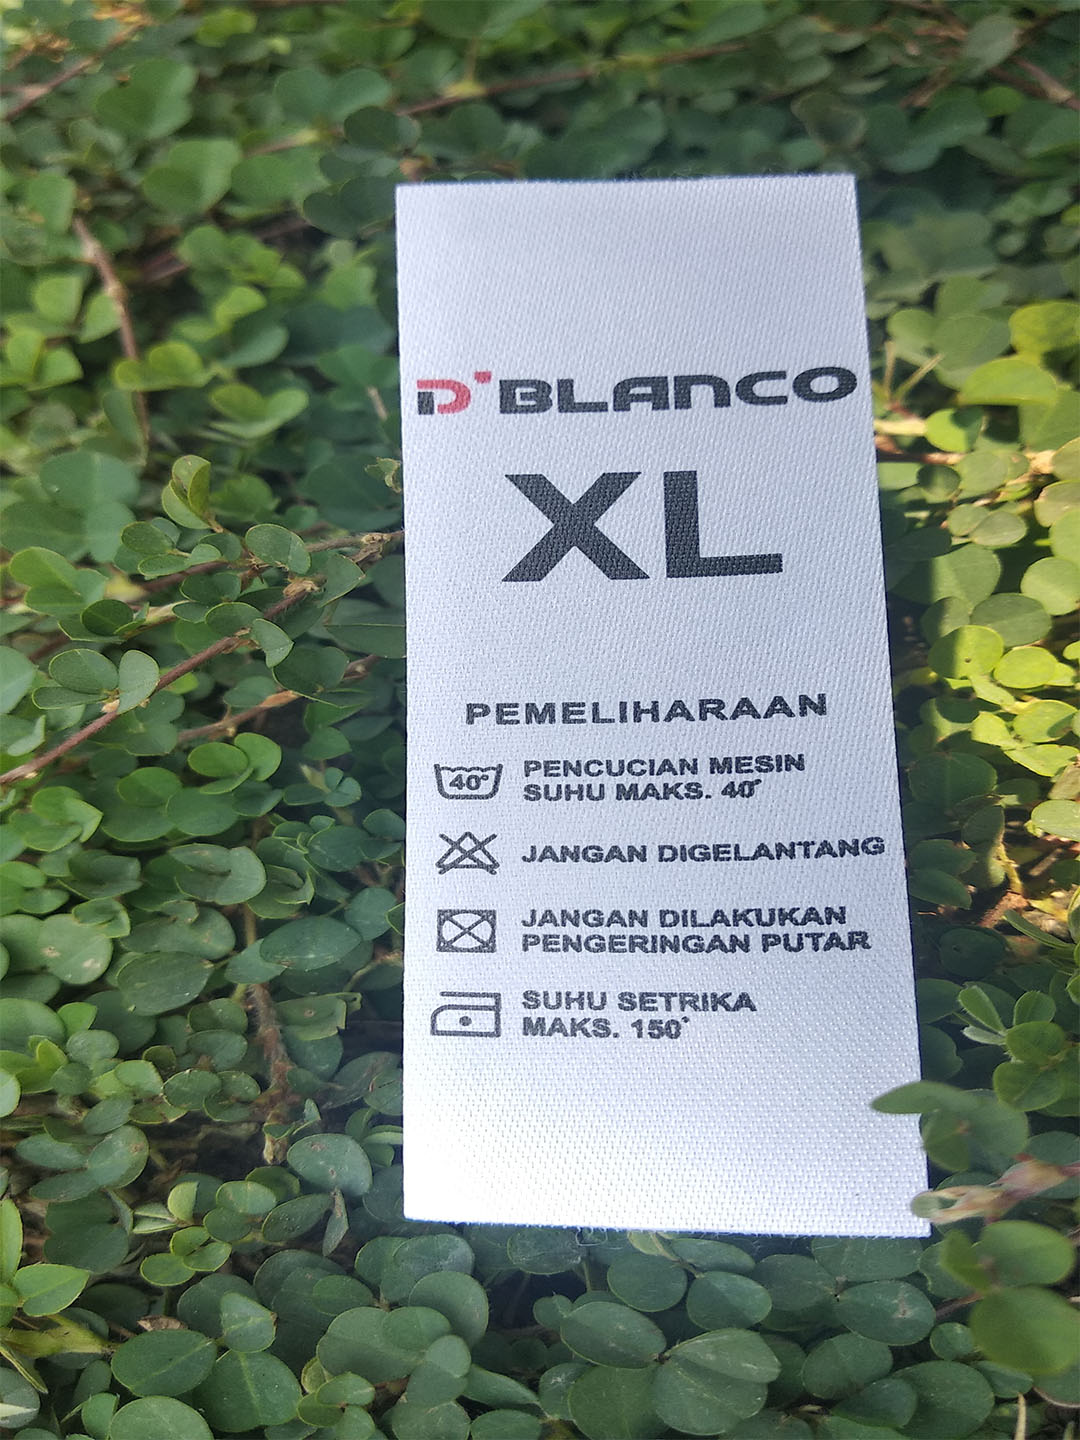 D'BLANCO
XL
PEMELIHARAAN
40°
PENCUCIAN MESIN
SUHU MAKS. 40°
JANGAN DIGELANTANG
JANGAN DILAKUKAN
PENGERINGAN PUTAR
SUHU SETRIKA
MAKS. 150°